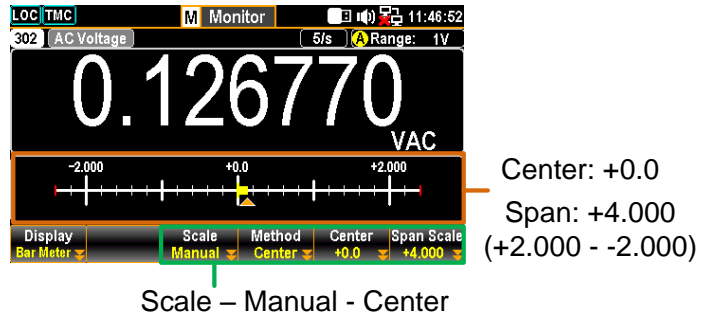 LOC TMC M Monitor 11:46:52
302 AC Voltage 5/s A Range: 1V
0.126770
VAC
-2.000 +0.0 +2.000
Display Scale Method Center Span Scale
Bar Meter Manual Center +0.0 +4.000
Center: +0.0
Span: +4.000
(+2.000 - -2.000)
Scale – Manual - Center